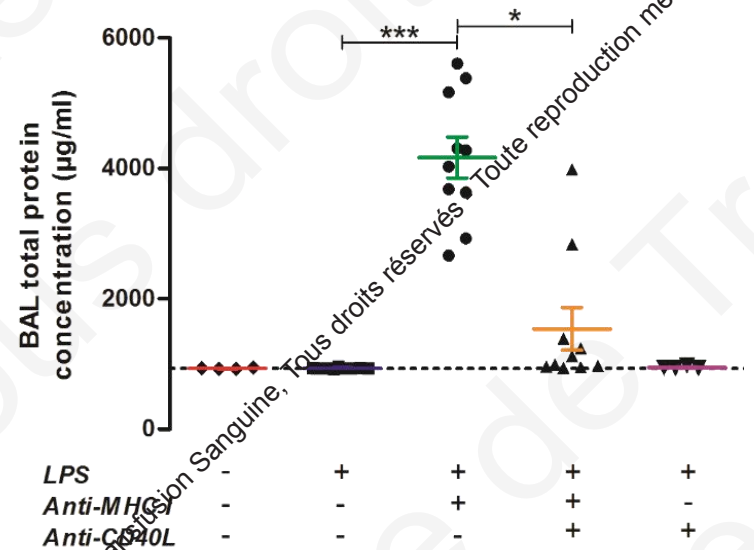 *
***
6000
4000
2000
0
BAL total protein
concentration (µg/ml)
LPS - + + + +
Anti-MHC I - - + + -
Anti-CD40L - - - + +
Sanguine, Tous droits réservés - Toute reproduction